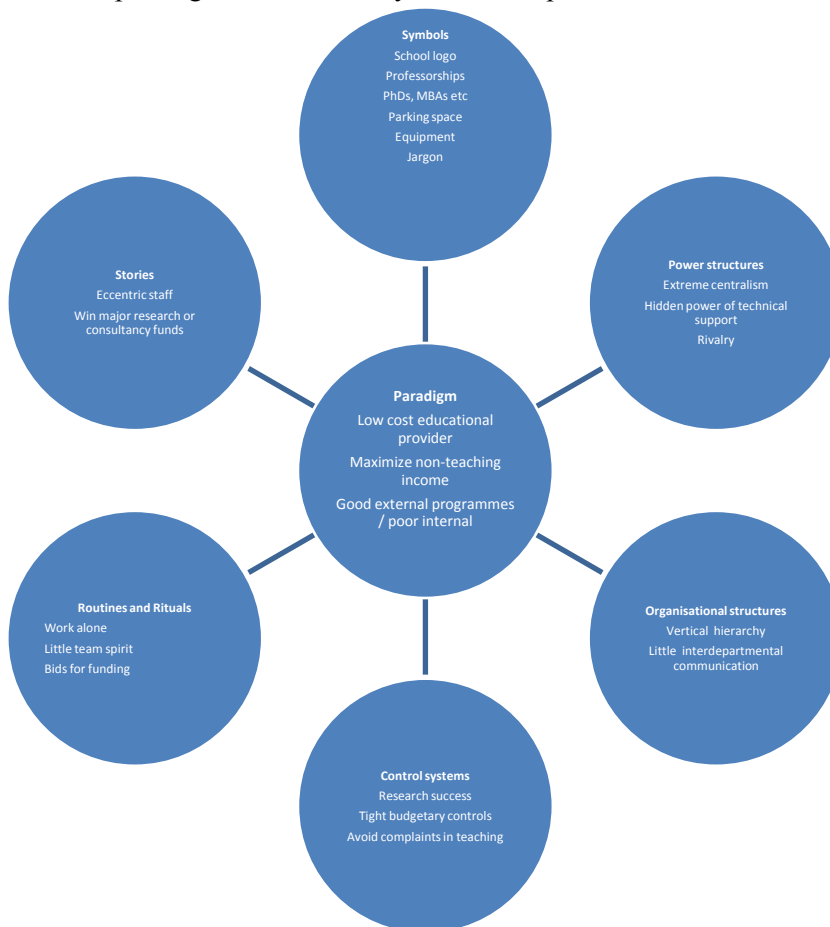 Symbols
School logo
Professorships
PhDs, MBAs etc
Parking space
Equipment
Jargon
Stories
Eccentric staff
Win major research or
consultancy funds
Power structures
Extreme centralism
Hidden power of technical
support
Rivalry
Paradigm
Low cost educational
provider
Maximize non-teaching
income
Good external programmes
/ poor internal
Routines and Rituals
Work alone
Little team spirit
Bids for funding
Organisational structures
Vertical hierarchy
Little interdepartmental
communication
Control systems
Research success
Tight budgetary controls
Avoid complaints in teaching